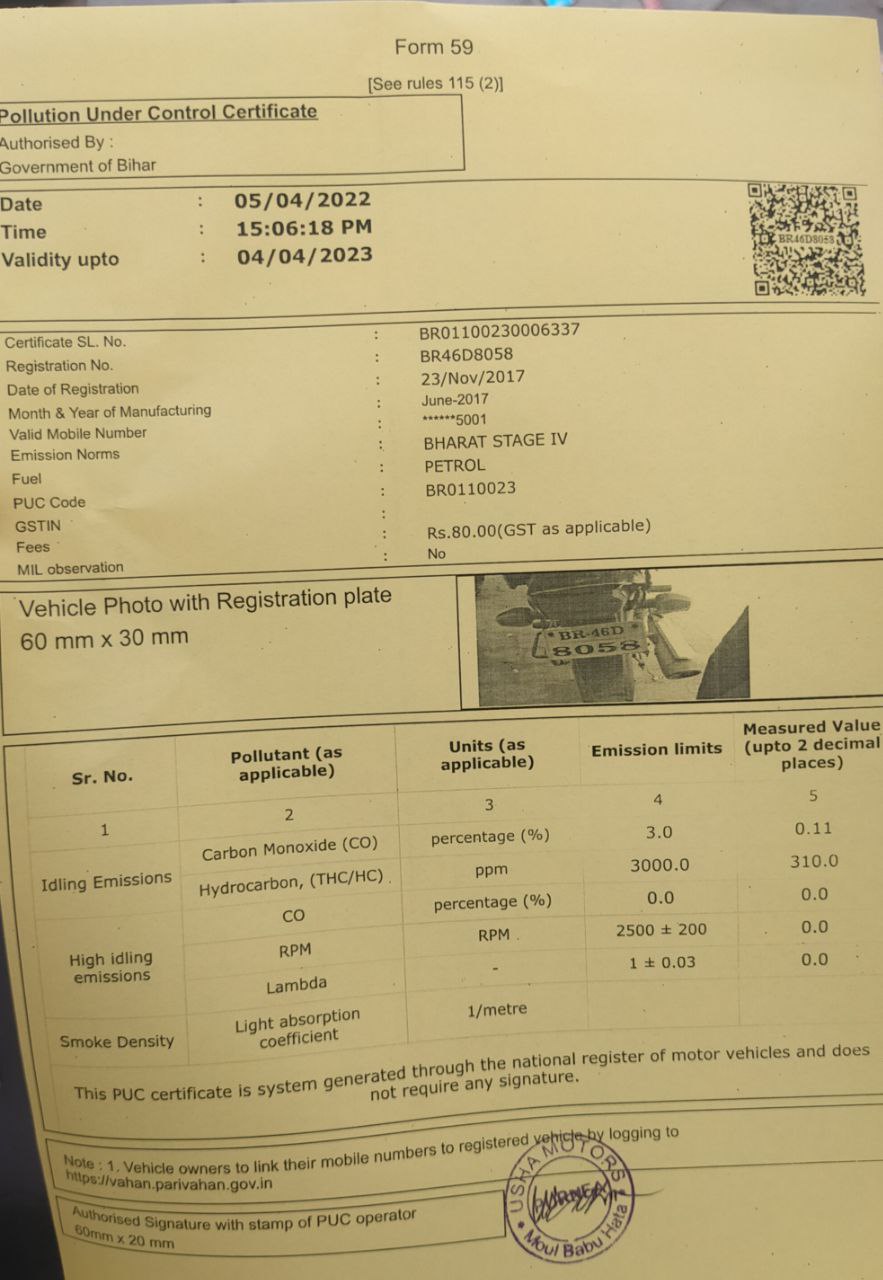 Form 59
[See rules 115 (2)]
Pollution Under Control Certificate
Authorised By :
Government of Bihar
Date : 05/04/2022
Time : 15:06:18 PM
Validity upto : 04/04/2023
BR46D8058
Certificate SL. No. : BR01100230006337
Registration No. : BR46D8058
Date of Registration : 23/Nov/2017
Month & Year of Manufacturing : June-2017
Valid Mobile Number : ******5001
Emission Norms : BHARAT STAGE IV
Fuel : PETROL
PUC Code : BR0110023
GSTIN :
Fees : Rs.80.00(GST as applicable)
MIL observation : No
Vehicle Photo with Registration plate
60 mm x 30 mm
BR-46D
8058
Sr. No. Pollutant (as applicable) Units (as applicable) Emission limits Measured Value (upto 2 decimal places)
1 2 3 4 5
Idling Emissions Carbon Monoxide (CO) percentage (%) 3.0 0.11
Hydrocarbon, (THC/HC) ppm 3000.0 310.0
High idling emissions CO percentage (%) 0.0 0.0
RPM RPM 2500 ± 200 0.0
Lambda - 1 ± 0.03 0.0
Smoke Density Light absorption coefficient 1/metre
This PUC certificate is system generated through the national register of motor vehicles and does
not require any signature.
Note : 1. Vehicle owners to link their mobile numbers to registered vehicle by logging to
https://vahan.parivahan.gov.in
Authorised Signature with stamp of PUC operator
60mm x 20 mm
USHA MOTORS
PURNEA
Moul Babu Hata